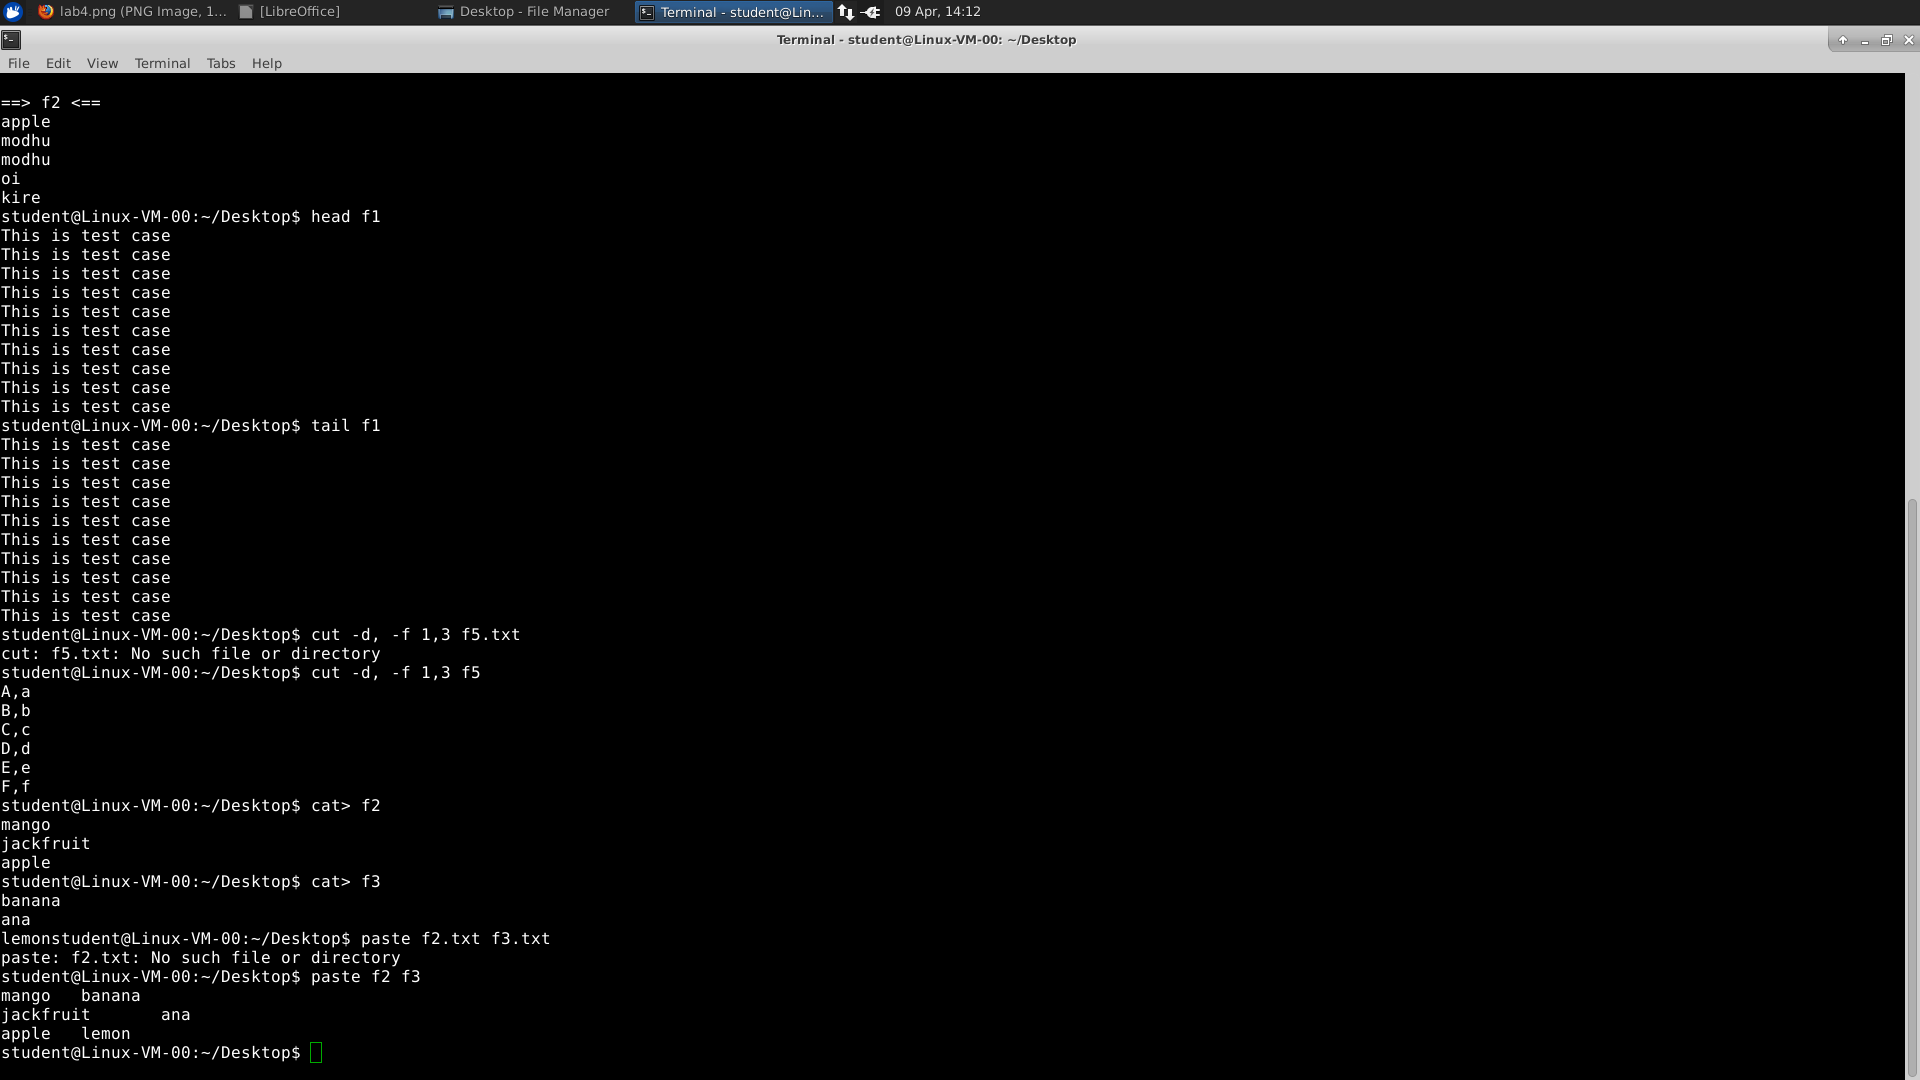 lab4.png (PNG Image, 1... [LibreOffice] Desktop - File Manager Terminal - student@Lin... 09 Apr, 14:12
Terminal - student@Linux-VM-00: ~/Desktop
File Edit View Terminal Tabs Help
==> f2 <==
apple
modhu
modhu
oi
kire
student@Linux-VM-00:~/Desktop$ head f1
This is test case
This is test case
This is test case
This is test case
This is test case
This is test case
This is test case
This is test case
This is test case
This is test case
student@Linux-VM-00:~/Desktop$ tail f1
This is test case
This is test case
This is test case
This is test case
This is test case
This is test case
This is test case
This is test case
This is test case
This is test case
student@Linux-VM-00:~/Desktop$ cut -d, -f 1,3 f5.txt
cut: f5.txt: No such file or directory
student@Linux-VM-00:~/Desktop$ cut -d, -f 1,3 f5
A,a
B,b
C,c
D,d
E,e
F,f
student@Linux-VM-00:~/Desktop$ cat> f2
mango
jackfruit
apple
student@Linux-VM-00:~/Desktop$ cat> f3
banana
ana
lemonstudent@Linux-VM-00:~/Desktop$ paste f2.txt f3.txt
paste: f2.txt: No such file or directory
student@Linux-VM-00:~/Desktop$ paste f2 f3
mango   banana
jackfruit       ana
apple   lemon
student@Linux-VM-00:~/Desktop$